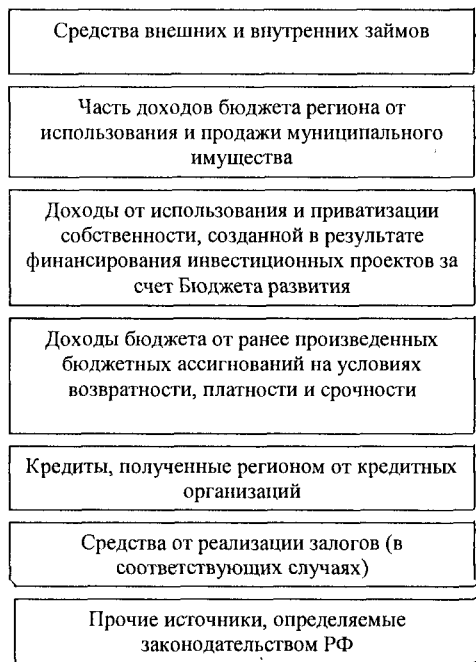 Средства внешних и внутренних займов
Часть доходов бюджета региона от
использования и продажи муниципального
имущества
Доходы от использования и приватизации
собственности, созданной в результате
финансирования инвестиционных проектов за
счет Бюджета развития
Доходы бюджета от ранее произведенных
бюджетных ассигнований на условиях
возвратности, платности и срочности
Кредиты, полученные регионом от кредитных
организаций
Средства от реализации залогов (в
соответствующих случаях)
Прочие источники, определяемые
законодательством РФ